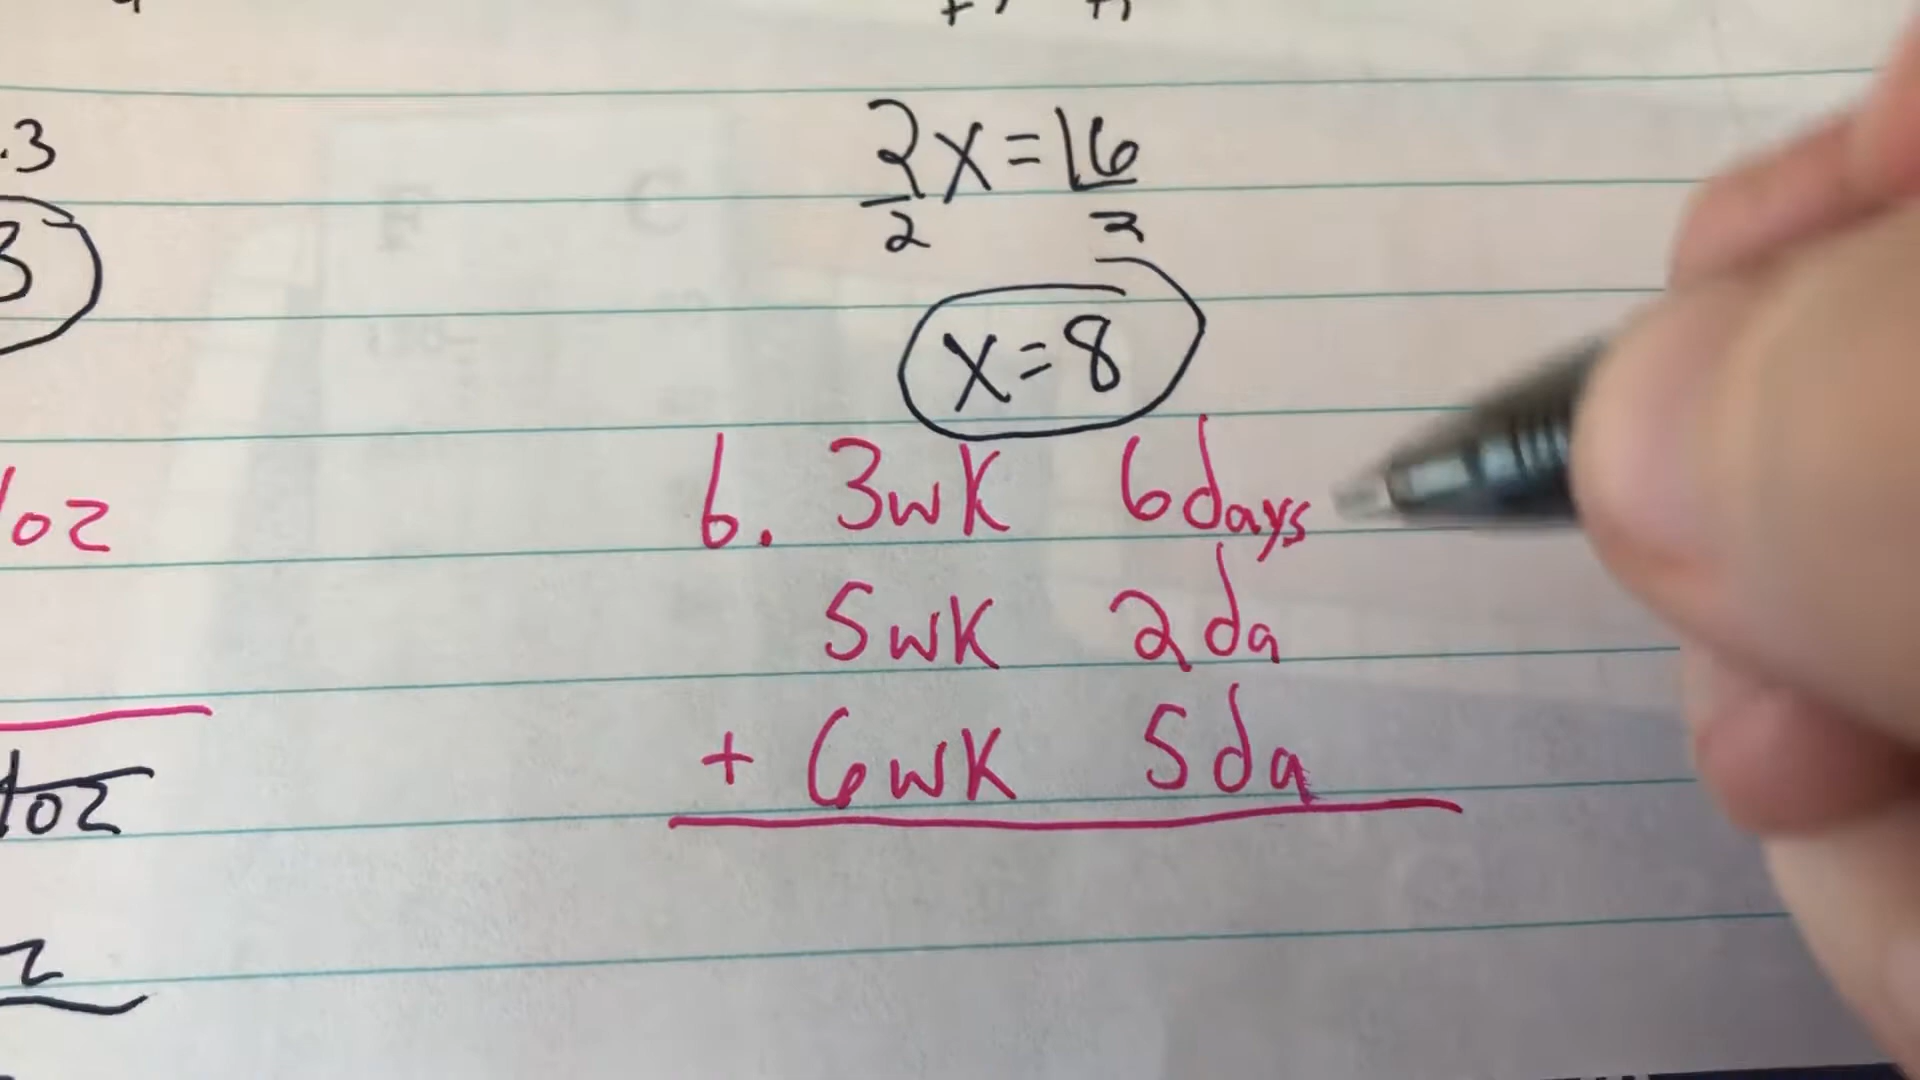 .3
3
2x=16
2 2
x=8
oz
6. 3wk 6days
5wk 2da
+ 6wk 5da
oz